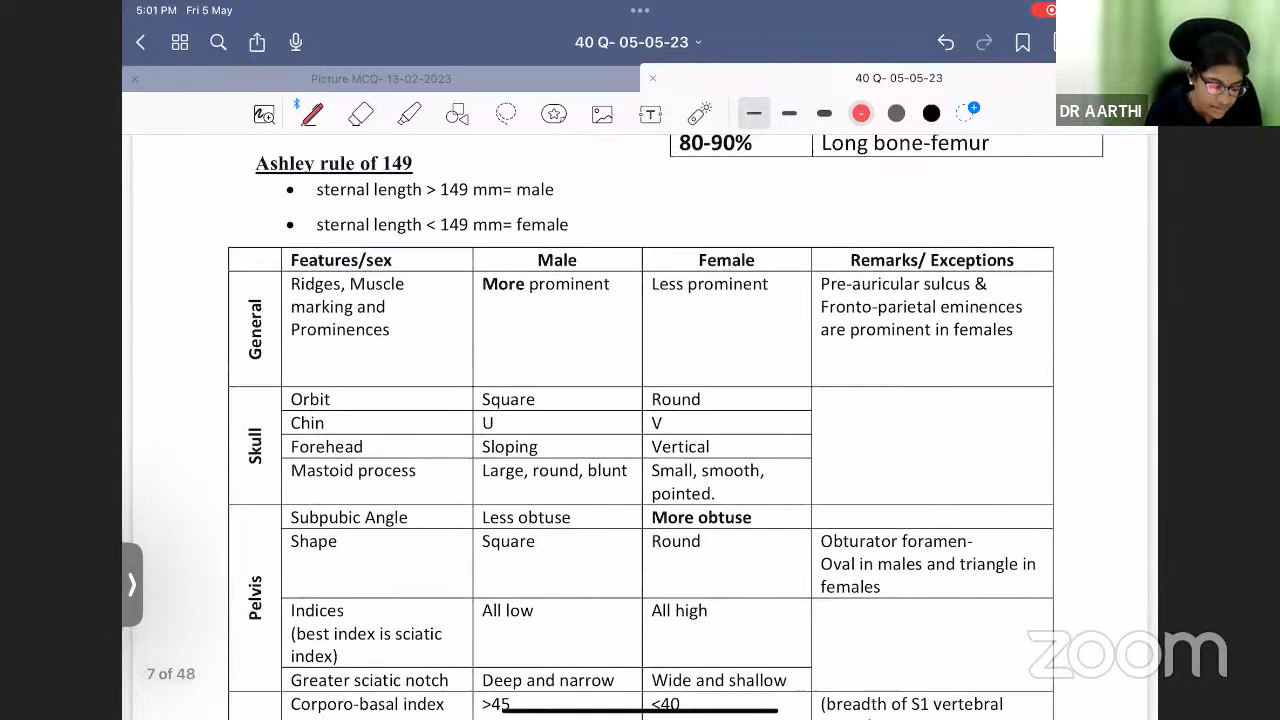 5:01 PM Fri 5 May
40 Q- 05-05-23
Picture MCQ- 13-02-2023
40 Q- 05-05-23
DR AARTHI
80-90% Long bone-femur
Ashley rule of 149
• sternal length > 149 mm= male
• sternal length < 149 mm= female
Features/sex Male Female Remarks/ Exceptions
General
Ridges, Muscle marking and Prominences
More prominent
Less prominent
Pre-auricular sulcus &
Fronto-parietal eminences
are prominent in females
Skull
Orbit Square Round
Chin U V
Forehead Sloping Vertical
Mastoid process Large, round, blunt Small, smooth,
pointed.
Pelvis
Subpubic Angle Less obtuse More obtuse
Shape Square Round Obturator foramen-
Oval in males and triangle in
females
Indices All low All high
(best index is sciatic
index)
Greater sciatic notch Deep and narrow Wide and shallow
Corporo-basal index >45 <40 (breadth of S1 vertebral
7 of 48
zoom